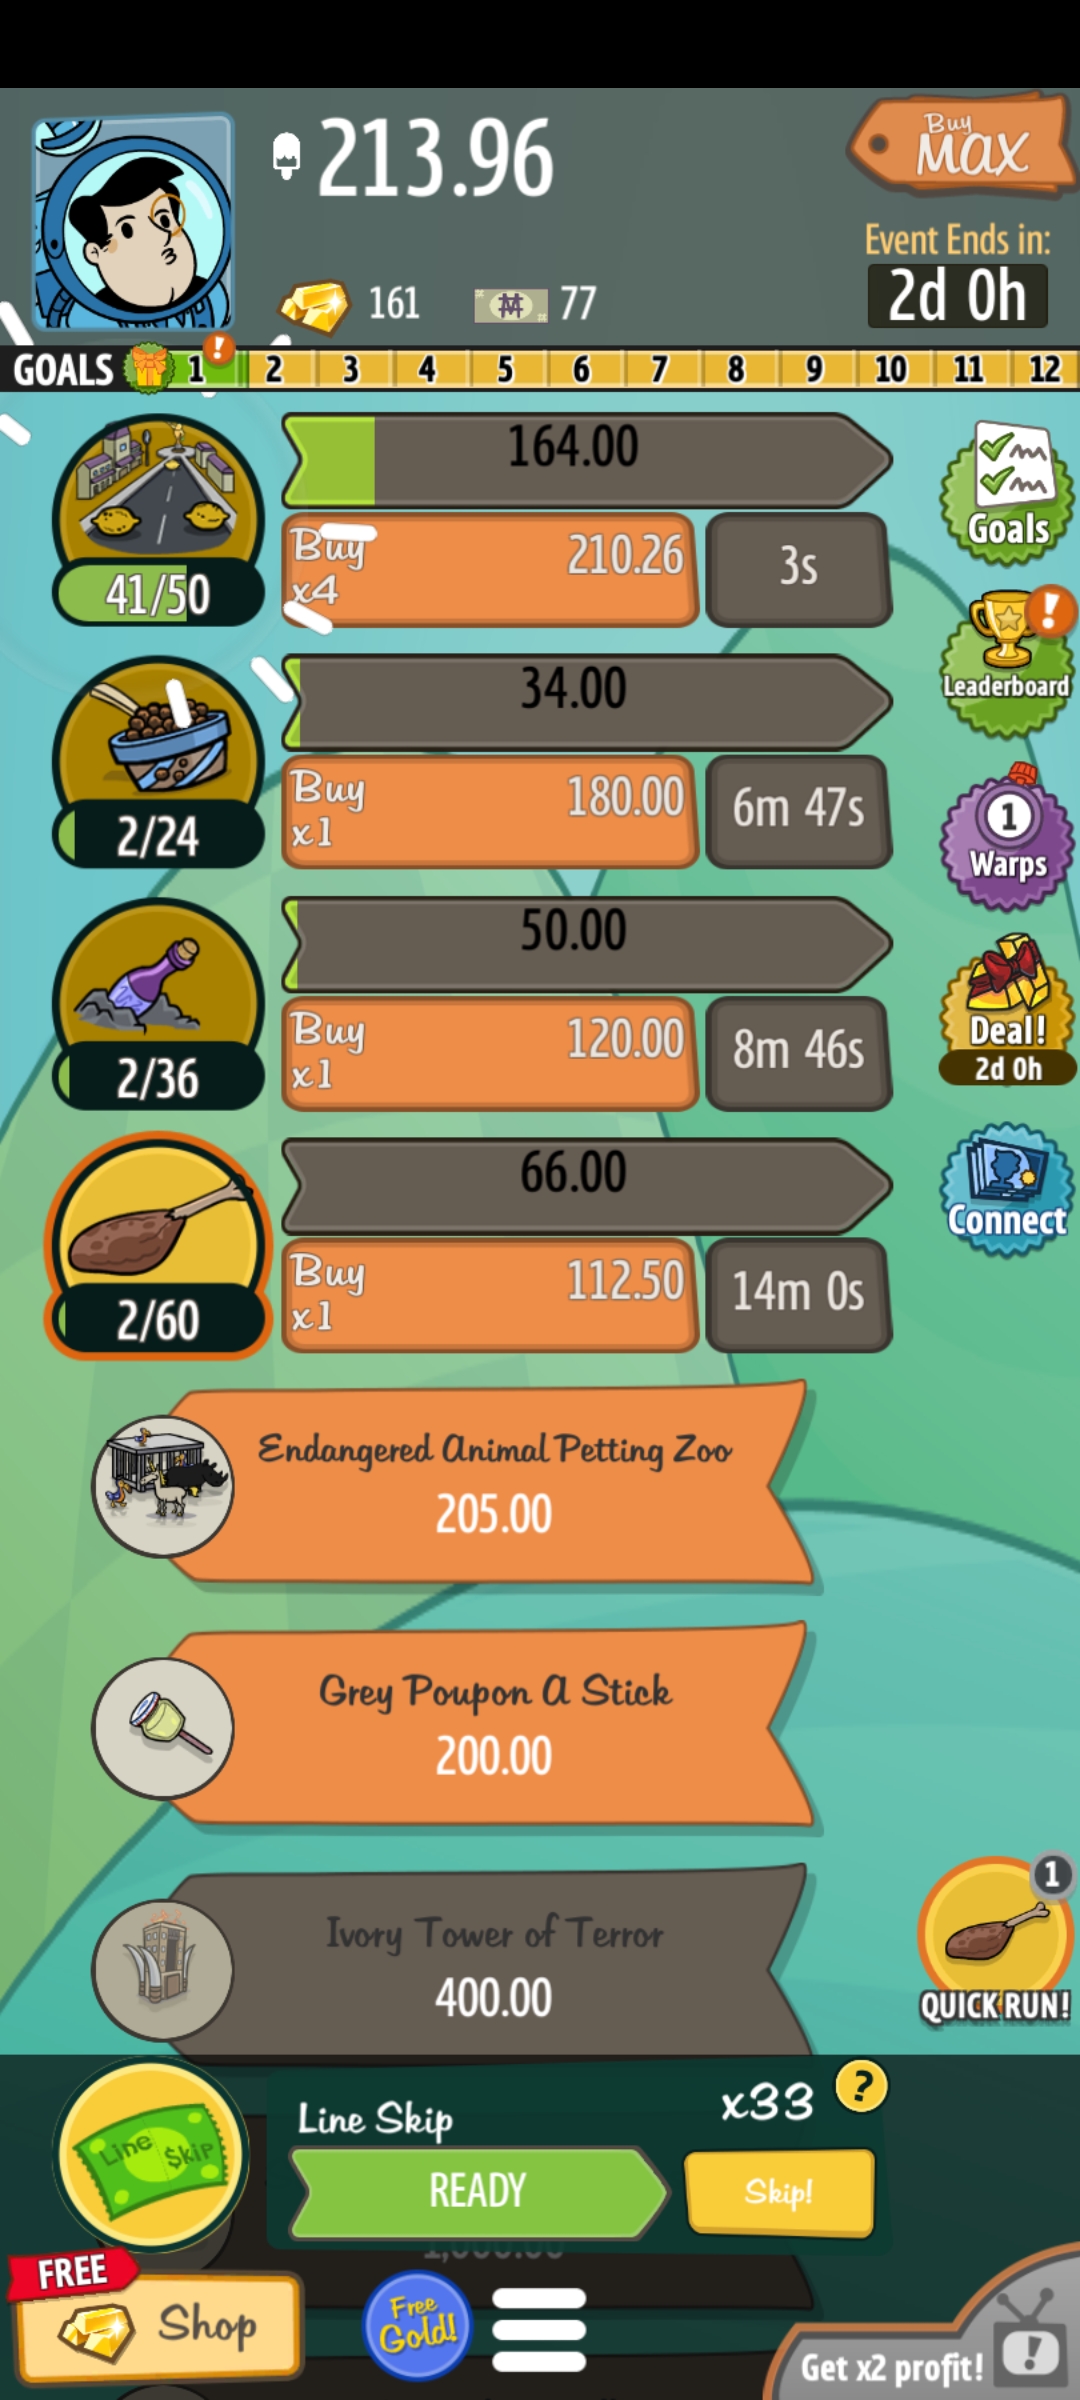 213.96
Buy
MAX
161
77
Event Ends in:
2d 0h
GOALS 1 ! 2 3 4 5 6 7 8 9 10 11 12
164.00
Buy
x4
210.26
3s
41/50
Goals
34.00
Buy
x1
180.00
6m 47s
2/24
!
Leaderboard
1
Warps
50.00
Buy
x1
120.00
8m 46s
2/36
Deal!
2d 0h
66.00
Buy
x1
112.50
14m 0s
2/60
Connect
Endangered Animal Petting Zoo
205.00
Grey Poupon A Stick
200.00
Ivory Tower of Terror
400.00
1
QUICK RUN!
Line $kip
Line Skip
x33
?
READY
Skip!
1,000.00
FREE
Shop
Free
Gold!
Get x2 profit!
!